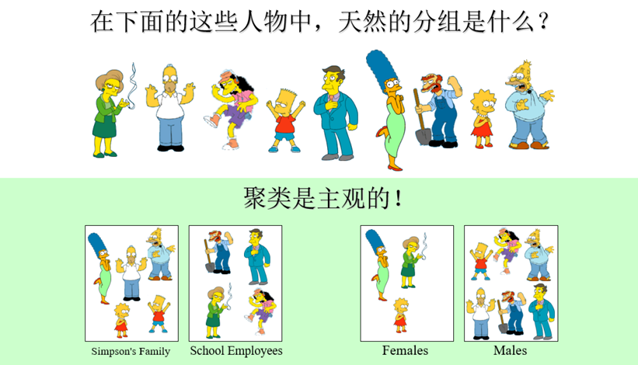 在下面的这些人物中，天然的分组是什么？
聚类是主观的！
Simpson's Family
School Employees
Females
Males